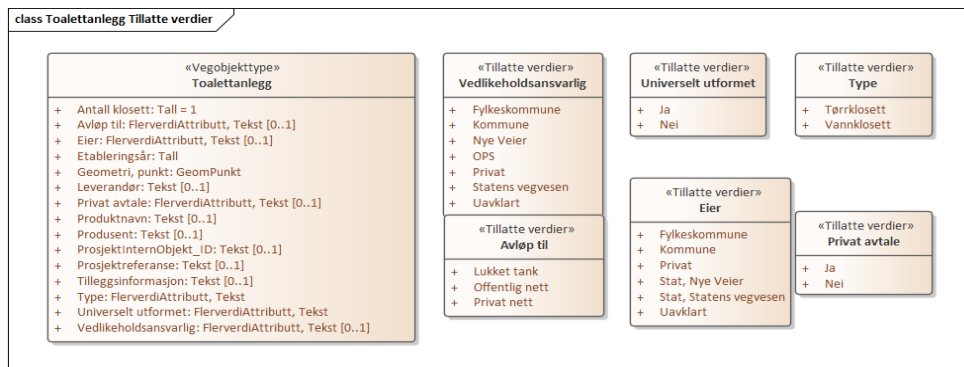 class Toalettanlegg Tillatte verdier
«Vegobjekttype»
Toalettanlegg
+ Antall klosett: Tall = 1
+ Avløp til: FlerverdiAttributt, Tekst [0..1]
+ Eier: FlerverdiAttributt, Tekst [0..1]
+ Etableringsår: Tall
+ Geometri, punkt: GeomPunkt
+ Leverandør: Tekst [0..1]
+ Privat avtale: FlerverdiAttributt, Tekst [0..1]
+ Produktnavn: Tekst [0..1]
+ Produsent: Tekst [0..1]
+ ProsjektInternObjekt_ID: Tekst [0..1]
+ Prosjektreferanse: Tekst [0..1]
+ Tilleggsinformasjon: Tekst [0..1]
+ Type: FlerverdiAttributt, Tekst
+ Universelt utformet: FlerverdiAttributt, Tekst
+ Vedlikeholdsansvarlig: FlerverdiAttributt, Tekst [0..1]
«Tillatte verdier»
Vedlikeholdsansvarlig
+ Fylkeskommune
+ Kommune
+ Nye Veier
+ OPS
+ Privat
+ Statens vegvesen
+ Uavklart
«Tillatte verdier»
Avløp til
+ Lukket tank
+ Offentlig nett
+ Privat nett
«Tillatte verdier»
Universelt utformet
+ Ja
+ Nei
«Tillatte verdier»
Eier
+ Fylkeskommune
+ Kommune
+ Privat
+ Stat, Nye Veier
+ Stat, Statens vegvesen
+ Uavklart
«Tillatte verdier»
Type
+ Tørrklosett
+ Vannklosett
«Tillatte verdier»
Privat avtale
+ Ja
+ Nei